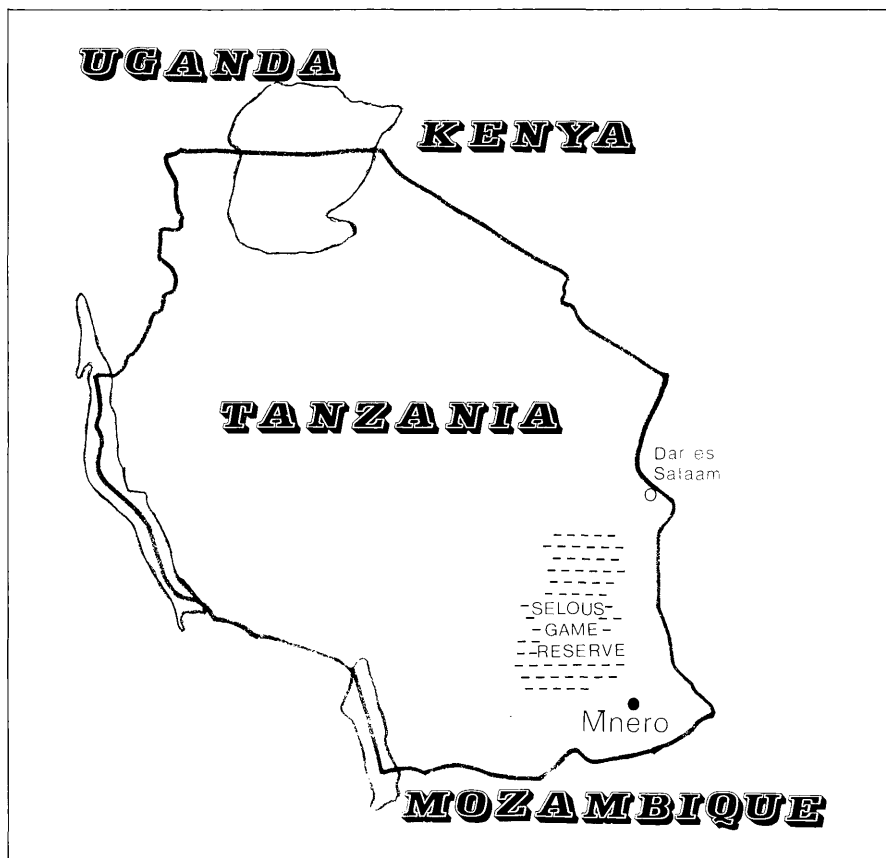 UGANDA
KENYA
TANZANIA
Dar es
Salaam
SELOUS
GAME
RESERVE
Mnero
MOZAMBIQUE